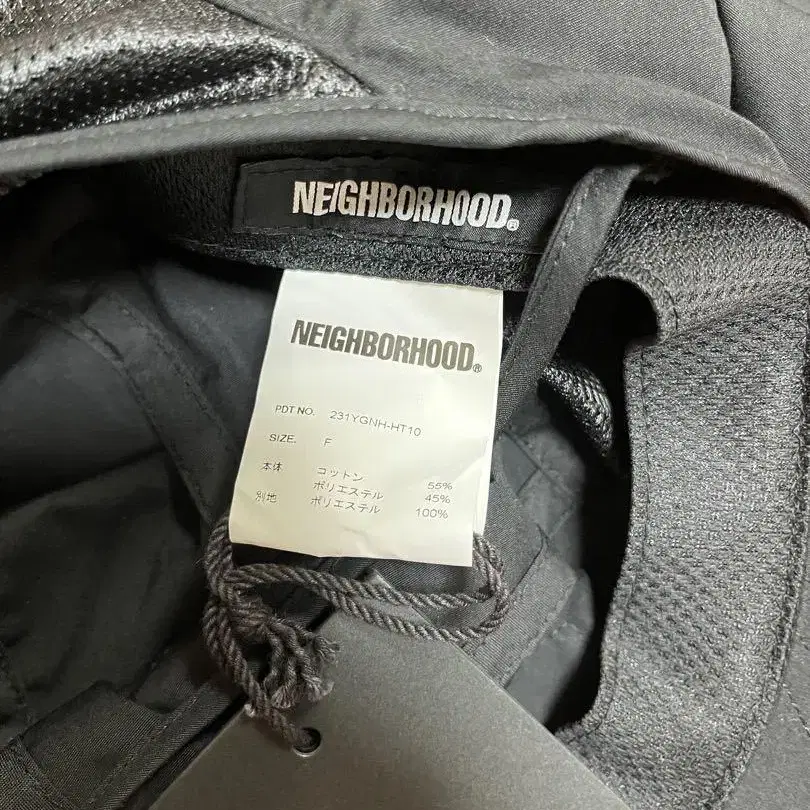 NEIGHBORHOOD®
NEIGHBORHOOD®
PDT NO. 231YGNH-HT10
SIZE. F
本体 コットン 55%
ポリエステル 45%
別地 ポリエステル 100%